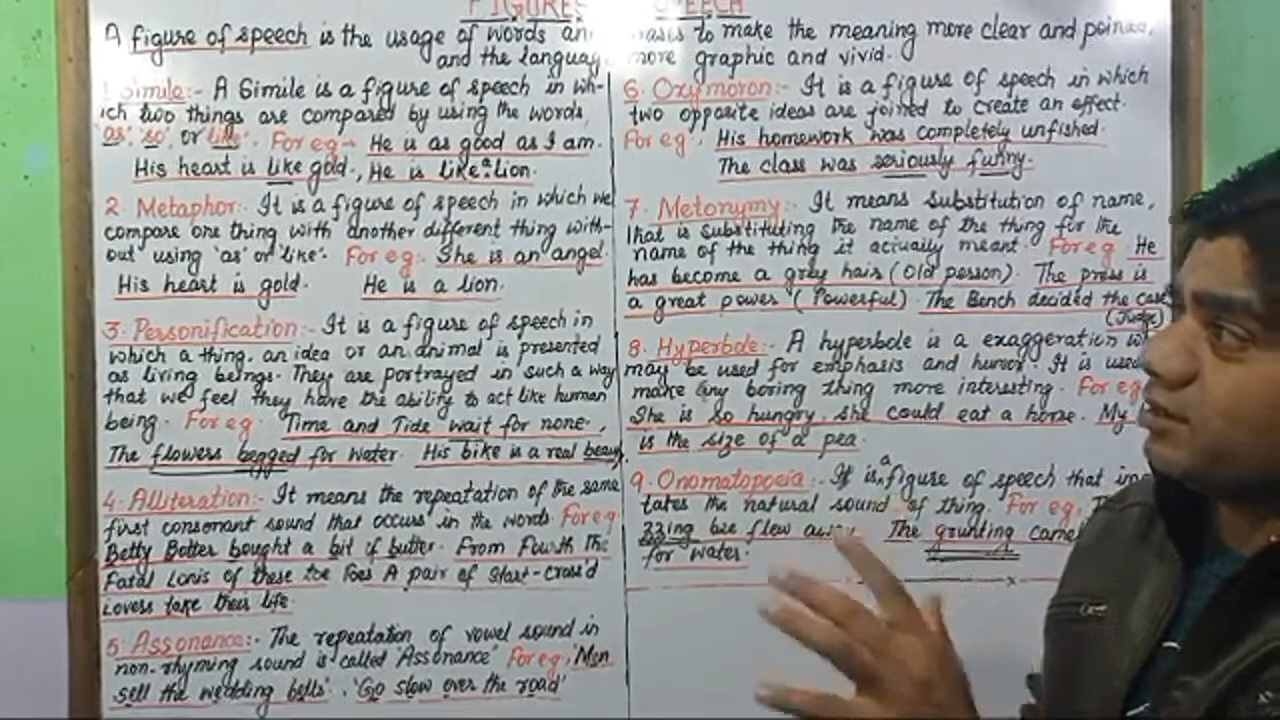 FIGURES SPEECH
A figure of speech is the usage of words an to make the meaning more clear and
and the languag more graphic and vivid.
1. Simile:- A Simile is a figure of speech in wh-
ich two things are compared by using the words,
'as', 'so', or 'like'. For eg- He is as good as I am.
His heart is like gold., He is like a lion.
2. Metaphor:- It is a figure of speech in which we
compare one thing with another different thing with-
out using 'as' or 'like'. For eg:- She is an angel.
His heart is gold. He is a lion.
3. Personification:- It is a figure of speech in
which a thing, an idea or an animal is presented
as living beings. They are portrayed in such a way
that we feel they have the ability to act like human
being. For eg. Time and Tide wait for none.,
The flowers begged for water. His bike is a real beauy.
4. Alliteration:- It means the repeatation of the same
first consonant sound that occurs in the words. For eg.
Betty Botter bought a bit of butter. From Fourth the
Fatal Lonis of these toe Foes A pair of Start-cross'd
Lovess take their life.
5. Assonance:- The repeatation of vowel sound in
non-rhyming sound is called 'Assonance' For eg, 'Men
sell the wedding bells'. 'Go slow over the road'
6. Oxymoron:- It is a figure of speech in which
two opposite ideas are joined to create an effect.
For eg., His homework was completely unfished.
The class was seriously funny.
7. Metonymy:- It means substitution of name,
that is substituting the name of the thing for the
name of the thing it actually meant. For eg. He
has become a grey hairs (Old person). The press is
a great power (Powerful). The Bench decided the case
(Judge)
8. Hyperbole:- A hyperbole is a exaggeration
may be used for emphasis and humor. It is used
make any boring thing more interesting. For eg
She is so hungry, she could eat a horse. My
is the size of a pea.
9. Onomatopoeia:- It is a figure of speech that im
tates the natural sound of thing. For eg,
zzing bee flew away. The grunting came
for water.